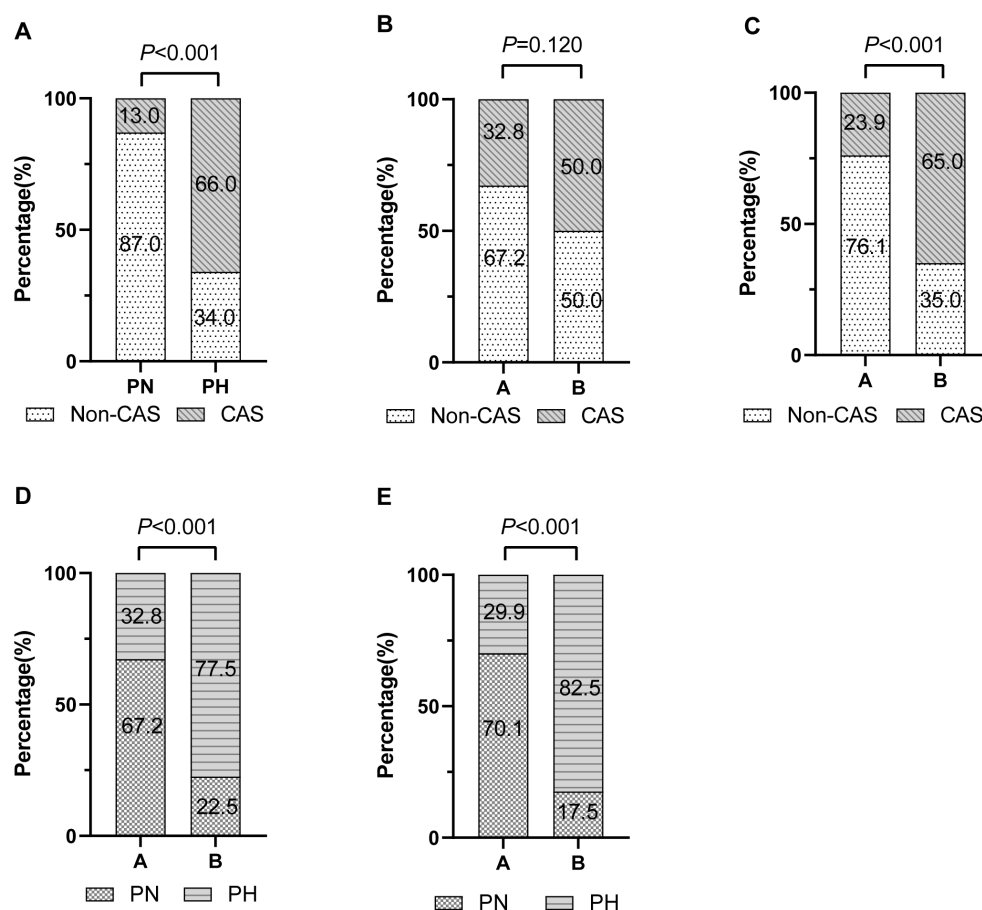 A
P<0.001
100
50
0
Percentage(%)
13.0
87.0
66.0
34.0
PN
PH
Non-CAS
CAS
B
P=0.120
100
50
0
Percentage(%)
32.8
67.2
50.0
50.0
A
B
Non-CAS
CAS
C
P<0.001
100
50
0
Percentage(%)
23.9
76.1
65.0
35.0
A
B
Non-CAS
CAS
D
P<0.001
100
50
0
Percentage(%)
32.8
67.2
77.5
22.5
A
B
PN
PH
E
P<0.001
100
50
0
Percentage(%)
29.9
70.1
82.5
17.5
A
B
PN
PH